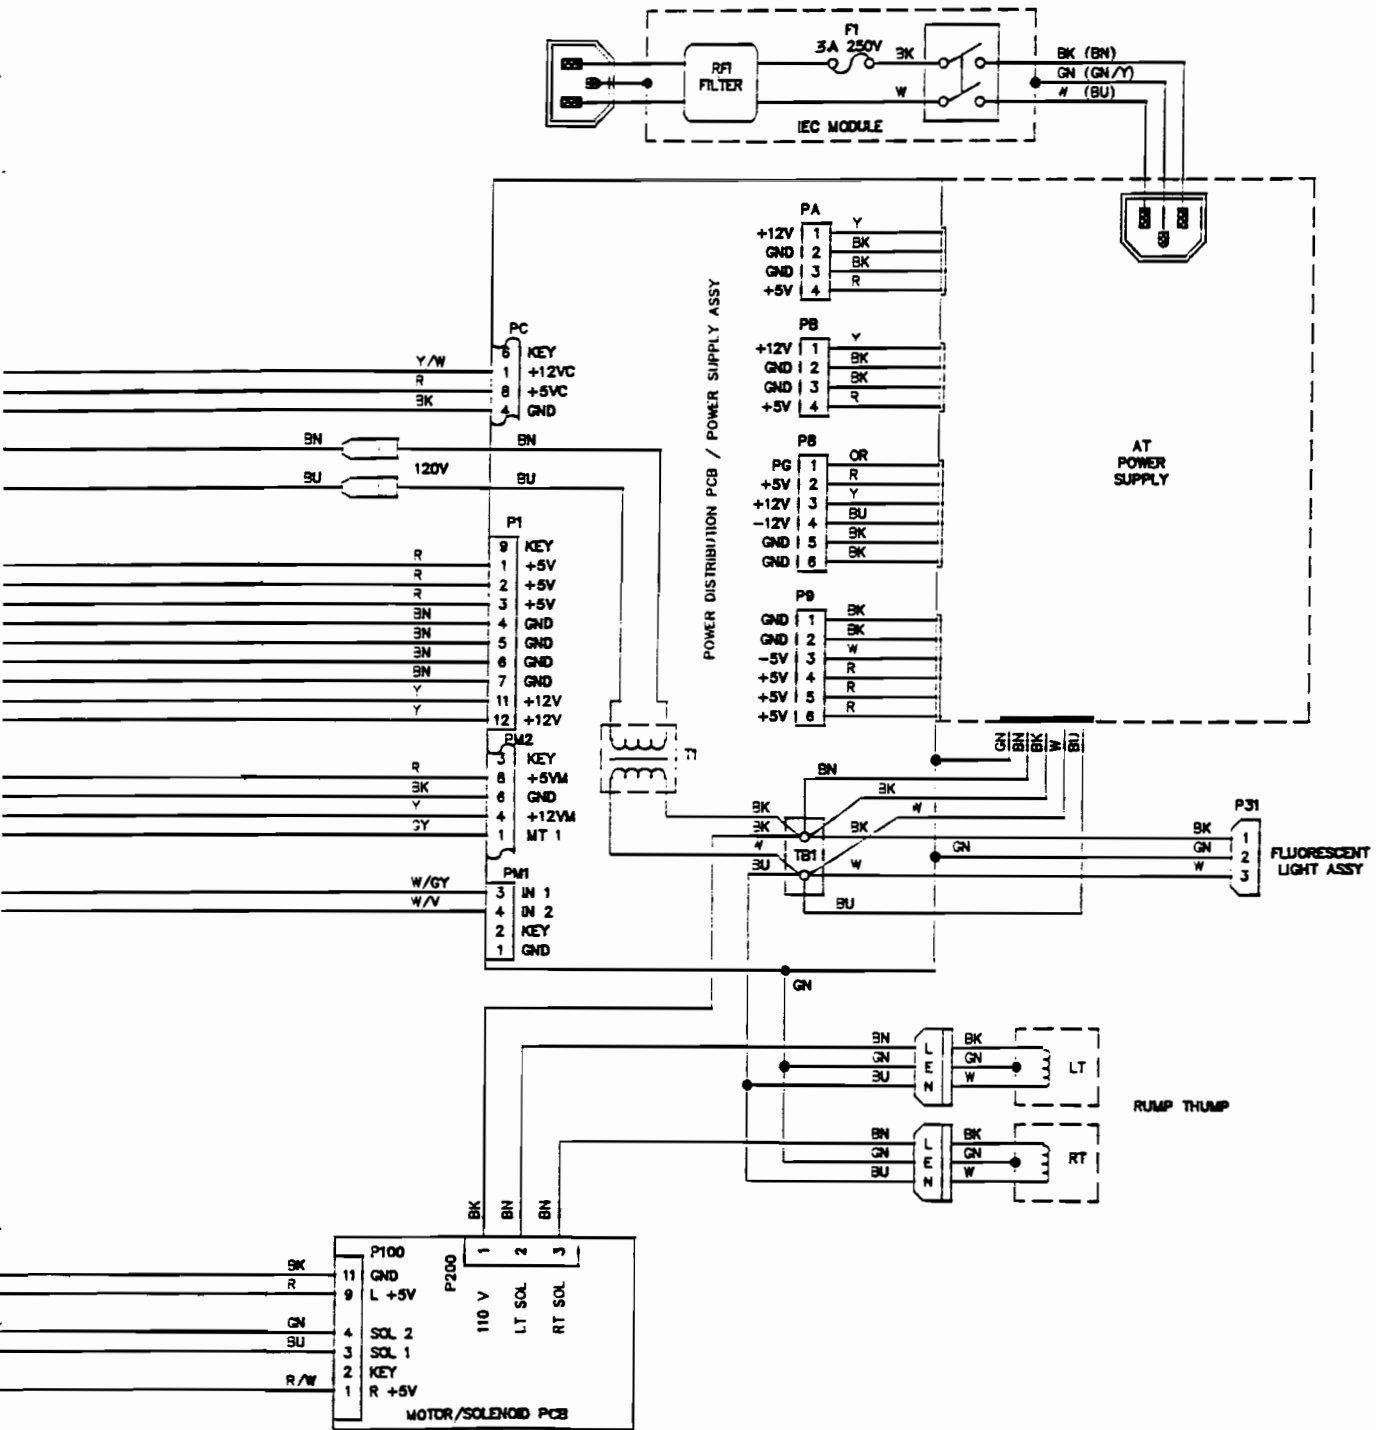 F1
3A 250V
BK
BK (BN)
GN (GN/Y)
W (BU)
RFI
FILTER
W
IEC MODULE
PA
+12V 1 Y
GND 2 BK
GND 3 BK
+5V 4 R
POWER DISTRIBUTION PCB / POWER SUPPLY ASSY
PB
+12V 1 Y
GND 2 BK
GND 3 BK
+5V 4 R
PC
6 KEY
Y/W 1 +12VC
R 8 +5VC
BK 4 GND
BN BN
120V
BU BU
P8
PG 1 OR
+5V 2 R
+12V 3 Y
-12V 4 BU
GND 5 BK
GND 6 BK
AT
POWER
SUPPLY
P1
9 KEY
R 1 +5V
R 2 +5V
R 3 +5V
BN 4 GND
BN 5 GND
BN 6 GND
BN 7 GND
Y 11 +12V
Y 12 +12V
P9
GND 1 BK
GND 2 BK
-5V 3 W
+5V 4 R
+5V 5 R
+5V 6 R
PM2
3 KEY
R 8 +5VM
BK 6 GND
Y 4 +12VM
GY 1 MT 1
GN
BN
BK
W
BU
BN
BK
W
BK
BK
W
BU
TB1
BK
GN
W
BU
P31
BK 1
GN 2
W 3
FLUORESCENT
LIGHT ASSY
PM1
W/GY 3 IN 1
W/V 4 IN 2
2 KEY
1 GND
GN
BN L BK
GN E GN
BU N W
LT
RUMP THUMP
BN L BK
GN E GN
BU N W
RT
BK
BN
BN
P200
1
2
3
110 V
LT SOL
RT SOL
P100
BK 11 GND
R 9 L +5V
GN 4 SOL 2
BU 3 SOL 1
2 KEY
R/W 1 R +5V
MOTOR/SOLENOID PCB